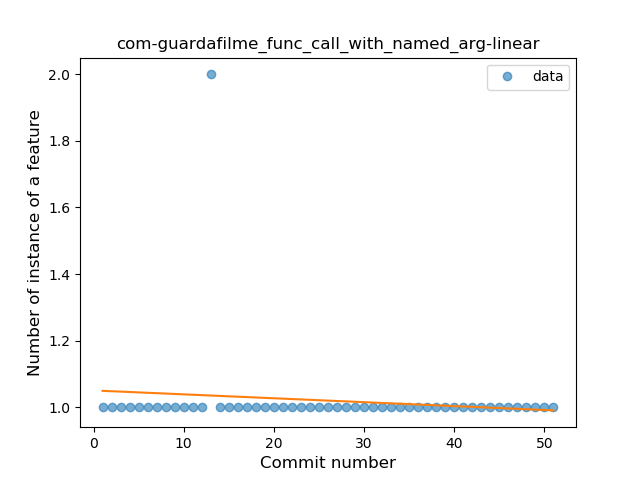 com-guardafilme_func_call_with_named_arg-linear
data
Number of instance of a feature
2.0
1.8
1.6
1.4
1.2
1.0
0 10 20 30 40 50
Commit number